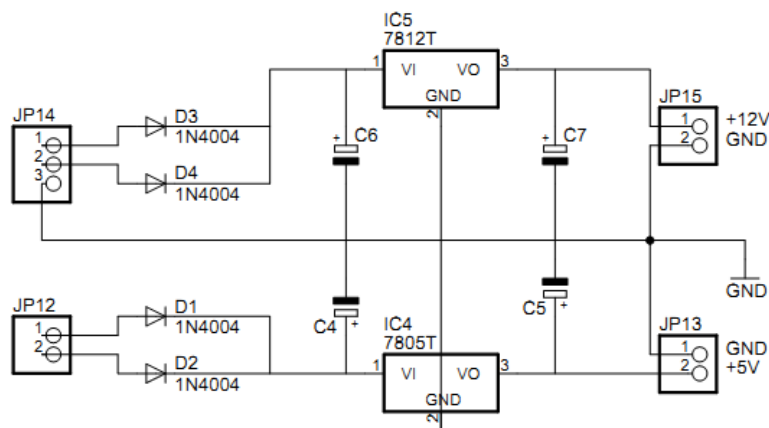 IC5
7812T
1 VI VO 3
GND
2
JP14
1
2
3
D3
1N4004
D4
1N4004
+
C6
+
C7
JP15
1
2
+12V
GND
GND
JP12
1
2
D1
1N4004
D2
1N4004
C4 +
C5 +
IC4
7805T
1 VI VO 3
GND
2
JP13
1
2
GND
+5V